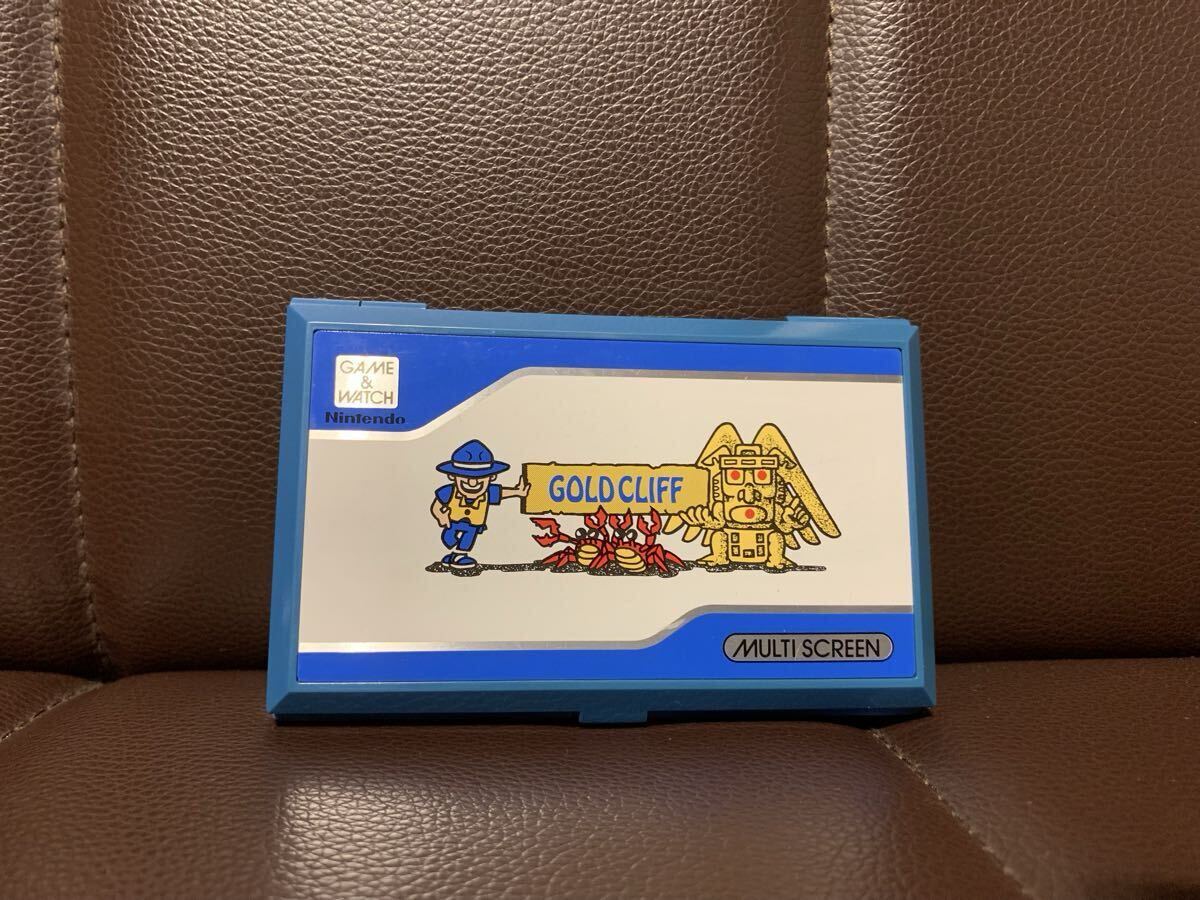 GAME
&
WATCH
Nintendo
GOLD CLIFF
MULTI SCREEN